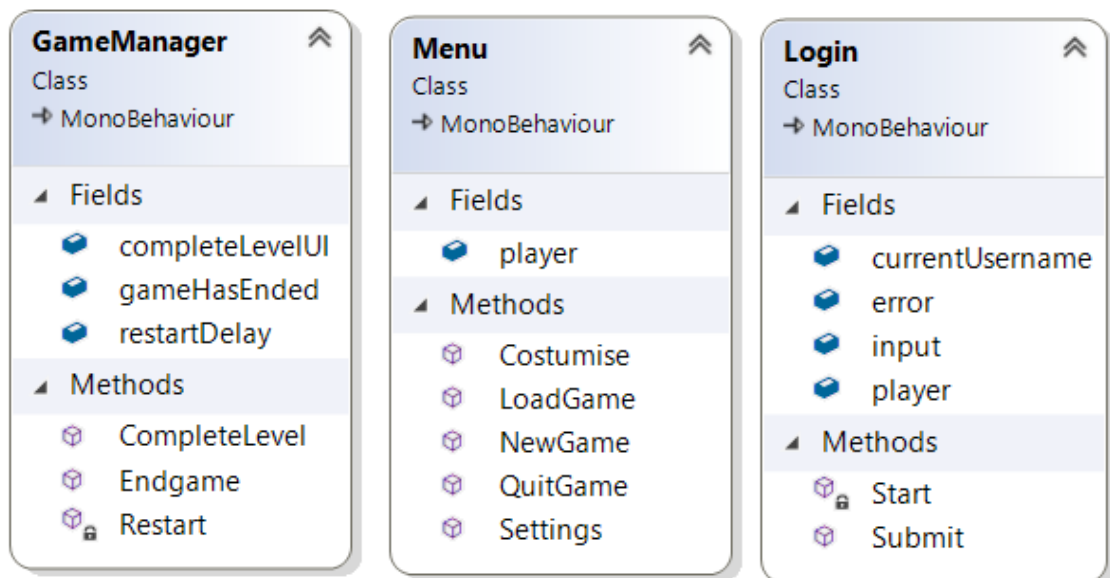 GameManager
Class
MonoBehaviour
Fields
completeLevelUI
gameHasEnded
restartDelay
Methods
CompleteLevel
Endgame
Restart
Menu
Class
MonoBehaviour
Fields
player
Methods
Costumise
LoadGame
NewGame
QuitGame
Settings
Login
Class
MonoBehaviour
Fields
currentUsername
error
input
player
Methods
Start
Submit